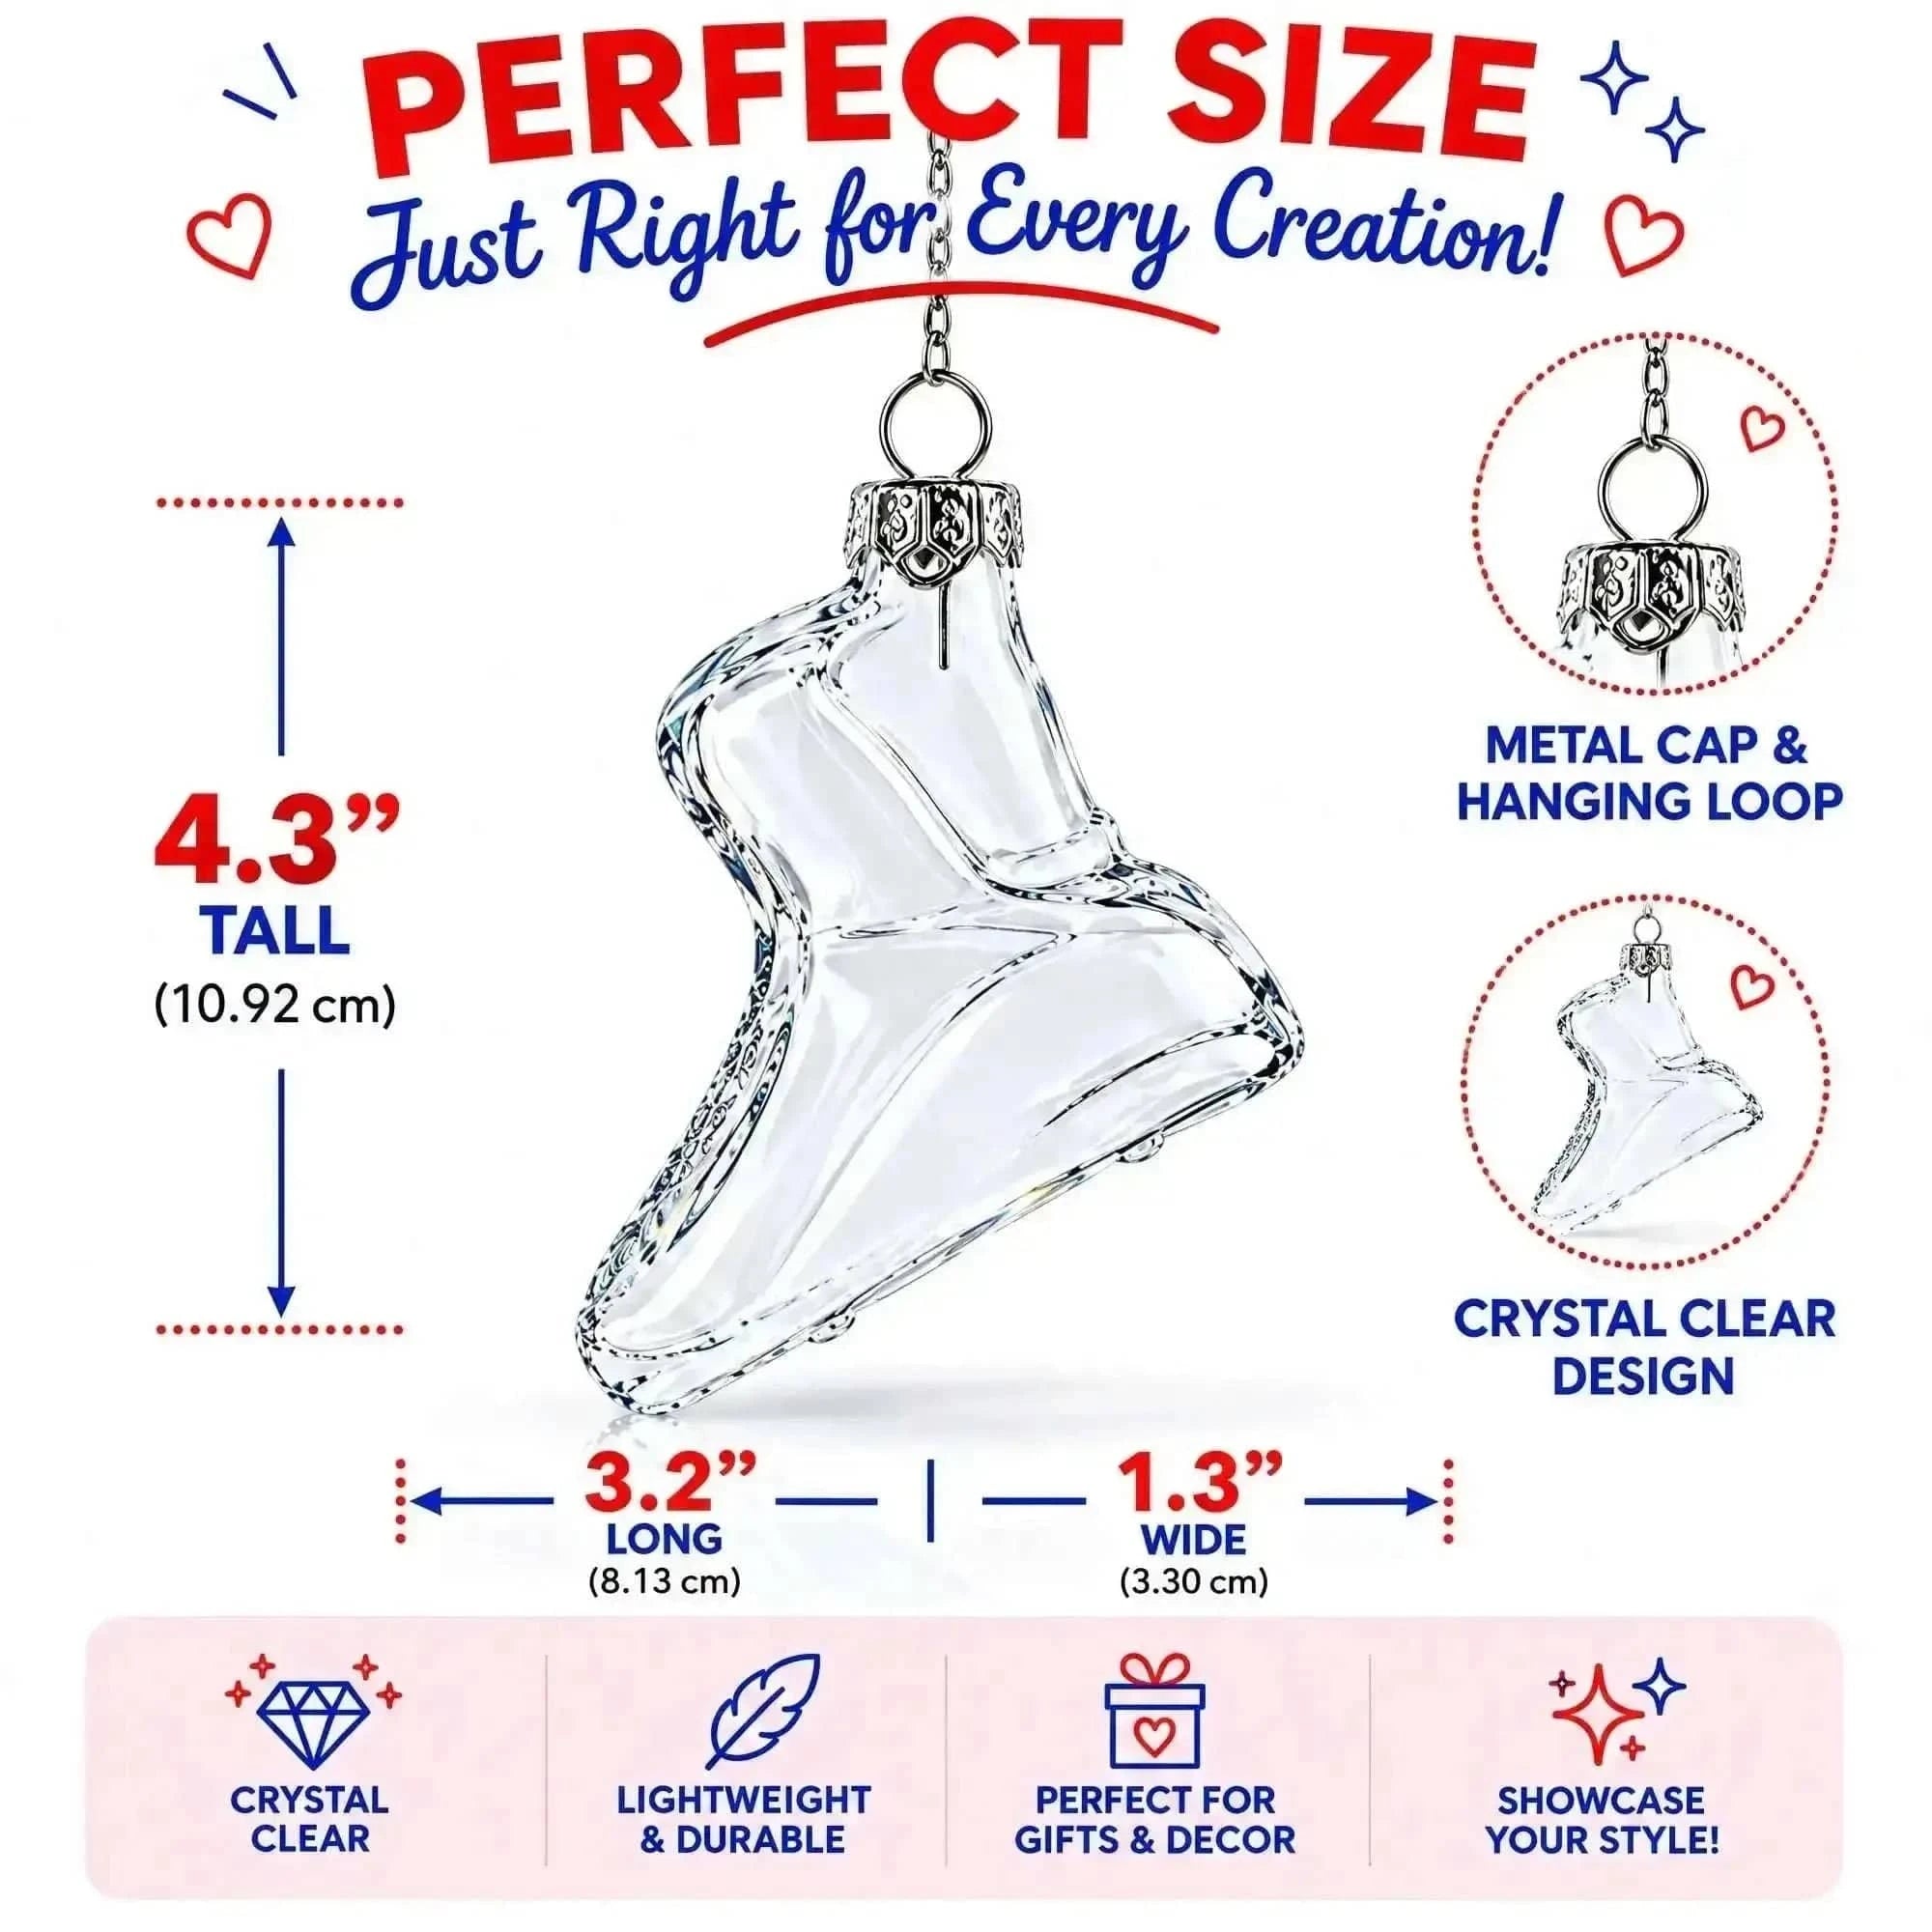 PERFECT SIZE
Just Right for Every Creation!
METAL CAP &
HANGING LOOP
4.3”
TALL
(10.92 cm)
CRYSTAL CLEAR
DESIGN
3.2”
LONG
(8.13 cm)
1.3”
WIDE
(3.30 cm)
CRYSTAL
CLEAR
LIGHTWEIGHT
& DURABLE
PERFECT FOR
GIFTS & DECOR
SHOWCASE
YOUR STYLE!